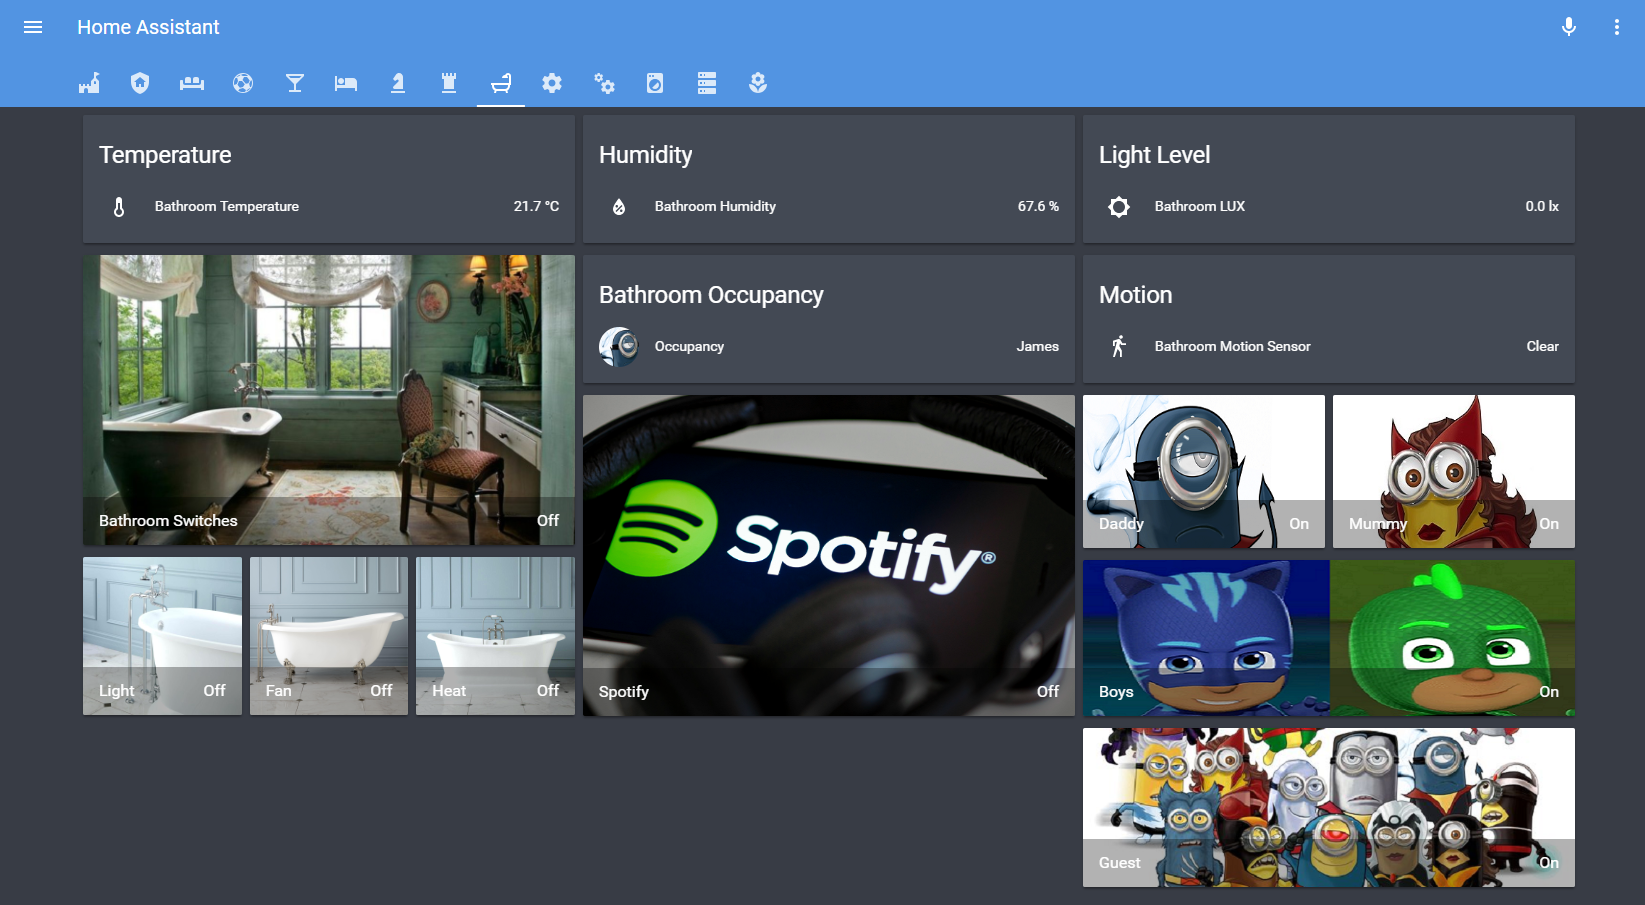 Home Assistant
Temperature
Bathroom Temperature 21.7 °C
Humidity
Bathroom Humidity 67.6 %
Light Level
Bathroom LUX 0.0 lx
Bathroom Switches Off
Light Off
Fan Off
Heat Off
Bathroom Occupancy
Occupancy James
Spotify®
Spotify Off
Motion
Bathroom Motion Sensor Clear
Daddy On
Mummy On
Boys On
Guest On